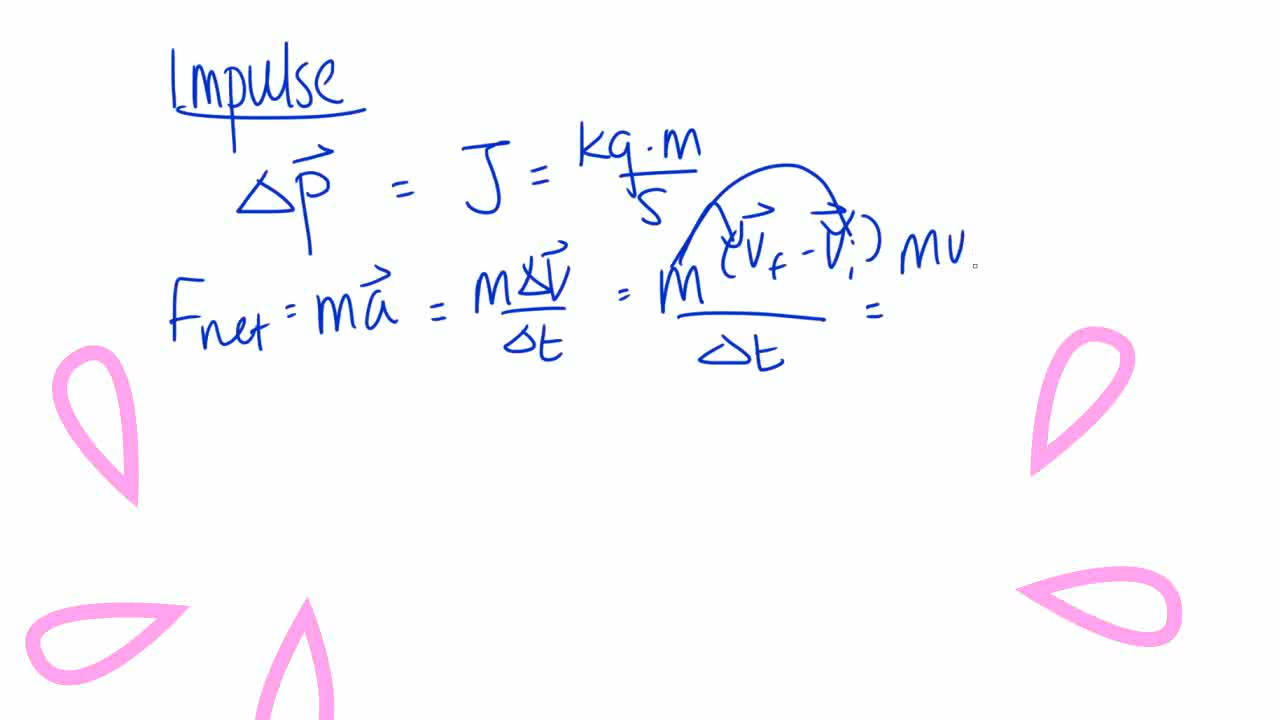 Impulse
Δp⃗ = J = kg·m/s
Fnet = ma⃗ = mΔv⃗/Δt = m(v⃗f - v⃗i)/Δt = mv